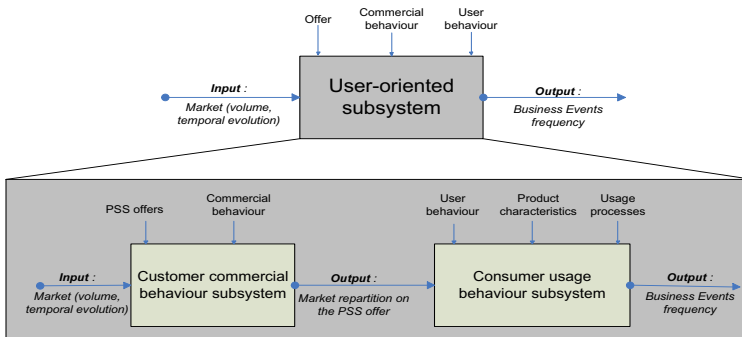 Offer
Commercial
behaviour
User
behaviour
Input :
Market (volume,
temporal evolution)
User-oriented
subsystem
Output :
Business Events
frequency
PSS offers
Commercial
behaviour
User
behaviour
Product
characteristics
Usage
processes
Input :
Market (volume,
temporal evolution)
Customer commercial
behaviour subsystem
Output :
Market repartition on
the PSS offer
Consumer usage
behaviour subsystem
Output :
Business Events
frequency